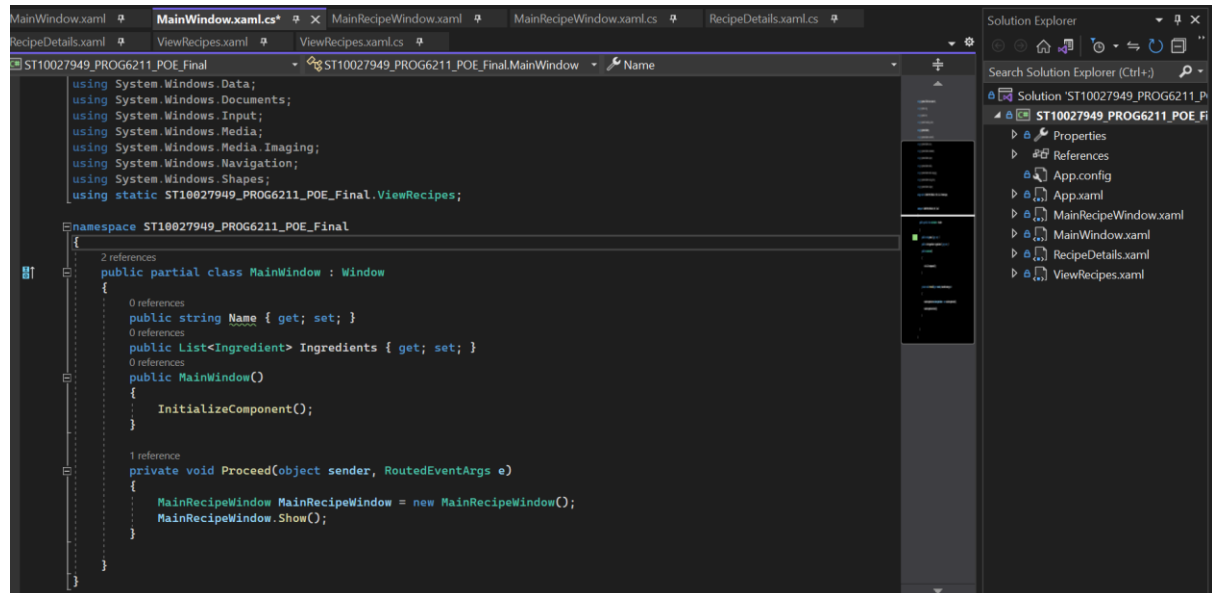 MainWindow.xaml
MainWindow.xaml.cs*
MainRecipeWindow.xaml
MainRecipeWindow.xaml.cs
RecipeDetails.xaml.cs
RecipeDetails.xaml
ViewRecipes.xaml
ViewRecipes.xaml.cs
ST10027949_PROG6211_POE_Final
ST10027949_PROG6211_POE_Final.MainWindow
Name
using System.Windows.Data;
using System.Windows.Documents;
using System.Windows.Input;
using System.Windows.Media;
using System.Windows.Media.Imaging;
using System.Windows.Navigation;
using System.Windows.Shapes;
using static ST10027949_PROG6211_POE_Final.ViewRecipes;
namespace ST10027949_PROG6211_POE_Final
{
2 references
public partial class MainWindow : Window
{
0 references
public string Name { get; set; }
0 references
public List<Ingredient> Ingredients { get; set; }
0 references
public MainWindow()
{
InitializeComponent();
}
1 reference
private void Proceed(object sender, RoutedEventArgs e)
{
MainRecipeWindow MainRecipeWindow = new MainRecipeWindow();
MainRecipeWindow.Show();
}
}
}
Solution Explorer
Search Solution Explorer (Ctrl+;)
Solution 'ST10027949_PROG6211_P
ST10027949_PROG6211_POE_Fi
Properties
References
App.config
App.xaml
MainRecipeWindow.xaml
MainWindow.xaml
RecipeDetails.xaml
ViewRecipes.xaml